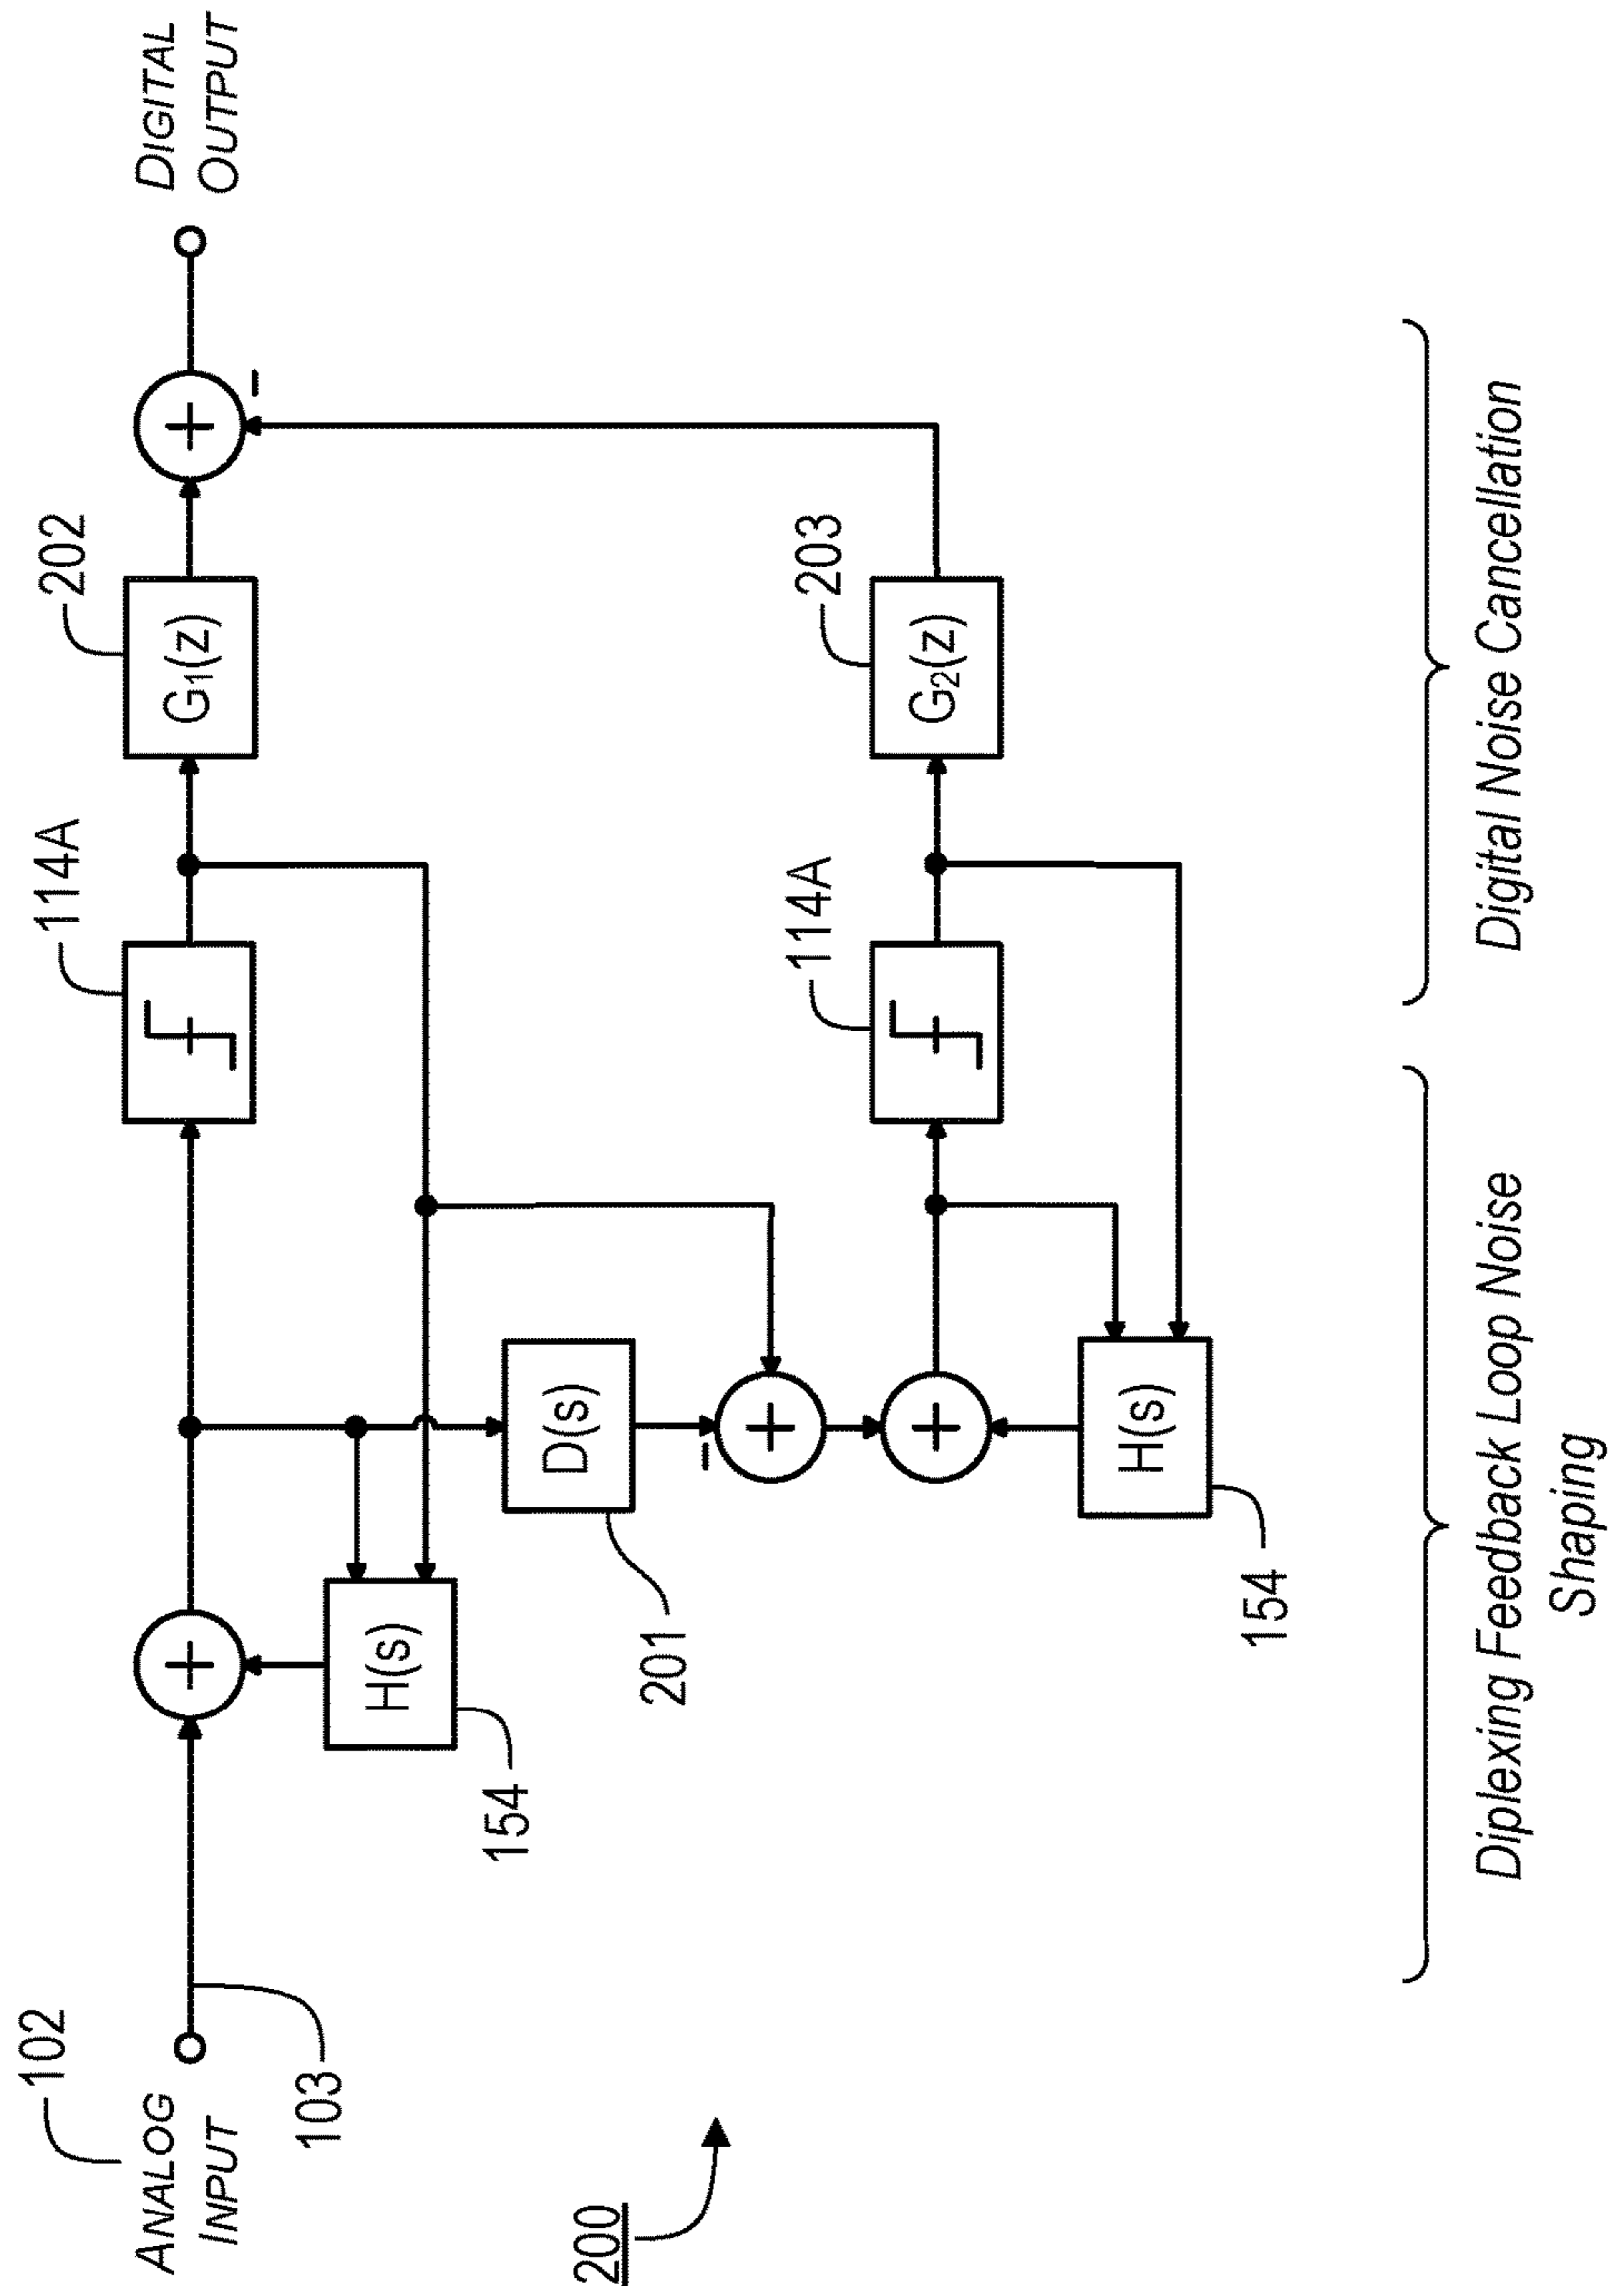 102
ANALOG
INPUT
103
200
154
H(s)
201
D(s)
114A
202
G1(z)
DIGITAL
OUTPUT
+
+
+
+
–
–
154
H(s)
114A
203
G2(z)
Diplexing Feedback Loop Noise
Shaping
Digital Noise Cancellation